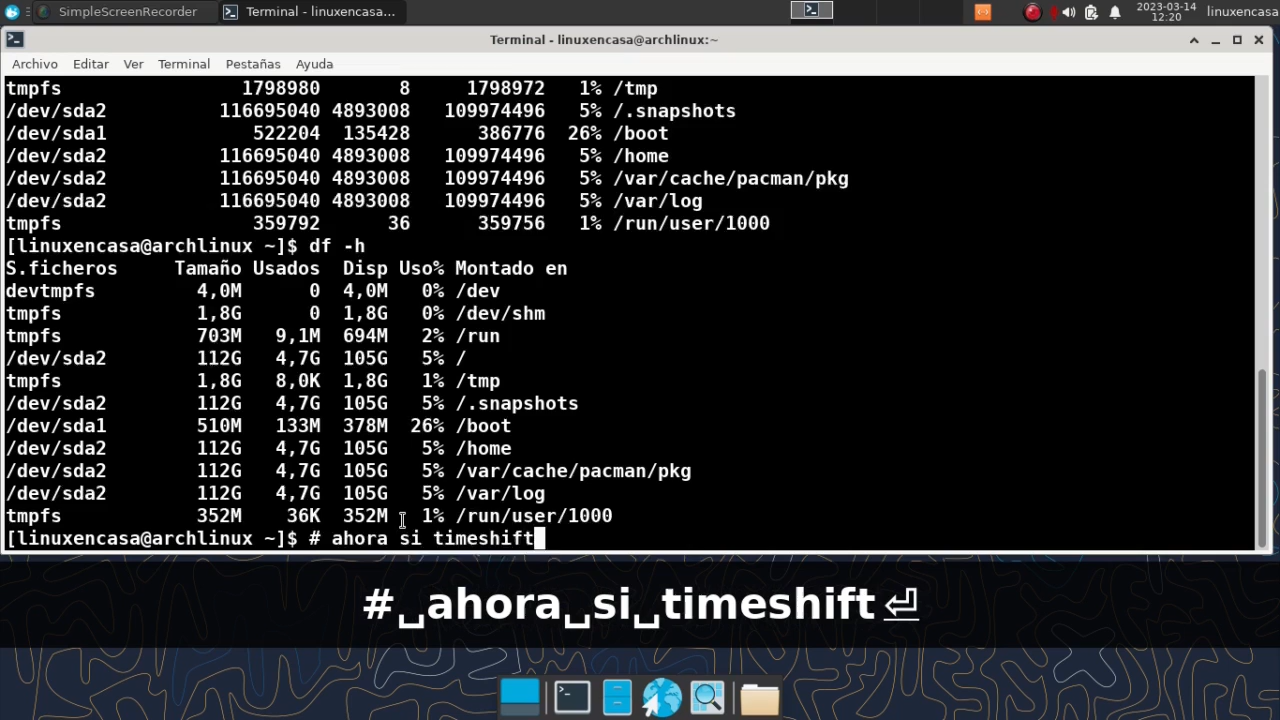 SimpleScreenRecorder
Terminal - linuxencasa...
2023-03-14
12:20
linuxencasa
Terminal - linuxencasa@archlinux:~
Archivo Editar Ver Terminal Pestañas Ayuda
tmpfs 1798980 8 1798972 1% /tmp
/dev/sda2 116695040 4893008 109974496 5% /.snapshots
/dev/sda1 522204 135428 386776 26% /boot
/dev/sda2 116695040 4893008 109974496 5% /home
/dev/sda2 116695040 4893008 109974496 5% /var/cache/pacman/pkg
/dev/sda2 116695040 4893008 109974496 5% /var/log
tmpfs 359792 36 359756 1% /run/user/1000
[linuxencasa@archlinux ~]$ df -h
S.ficheros Tamaño Usados Disp Uso% Montado en
devtmpfs 4,0M 0 4,0M 0% /dev
tmpfs 1,8G 0 1,8G 0% /dev/shm
tmpfs 703M 9,1M 694M 2% /run
/dev/sda2 112G 4,7G 105G 5% /
tmpfs 1,8G 8,0K 1,8G 1% /tmp
/dev/sda2 112G 4,7G 105G 5% /.snapshots
/dev/sda1 510M 133M 378M 26% /boot
/dev/sda2 112G 4,7G 105G 5% /home
/dev/sda2 112G 4,7G 105G 5% /var/cache/pacman/pkg
/dev/sda2 112G 4,7G 105G 5% /var/log
tmpfs 352M 36K 352M 1% /run/user/1000
[linuxencasa@archlinux ~]$ # ahora si timeshift
#␣ahora␣si␣timeshift⏎